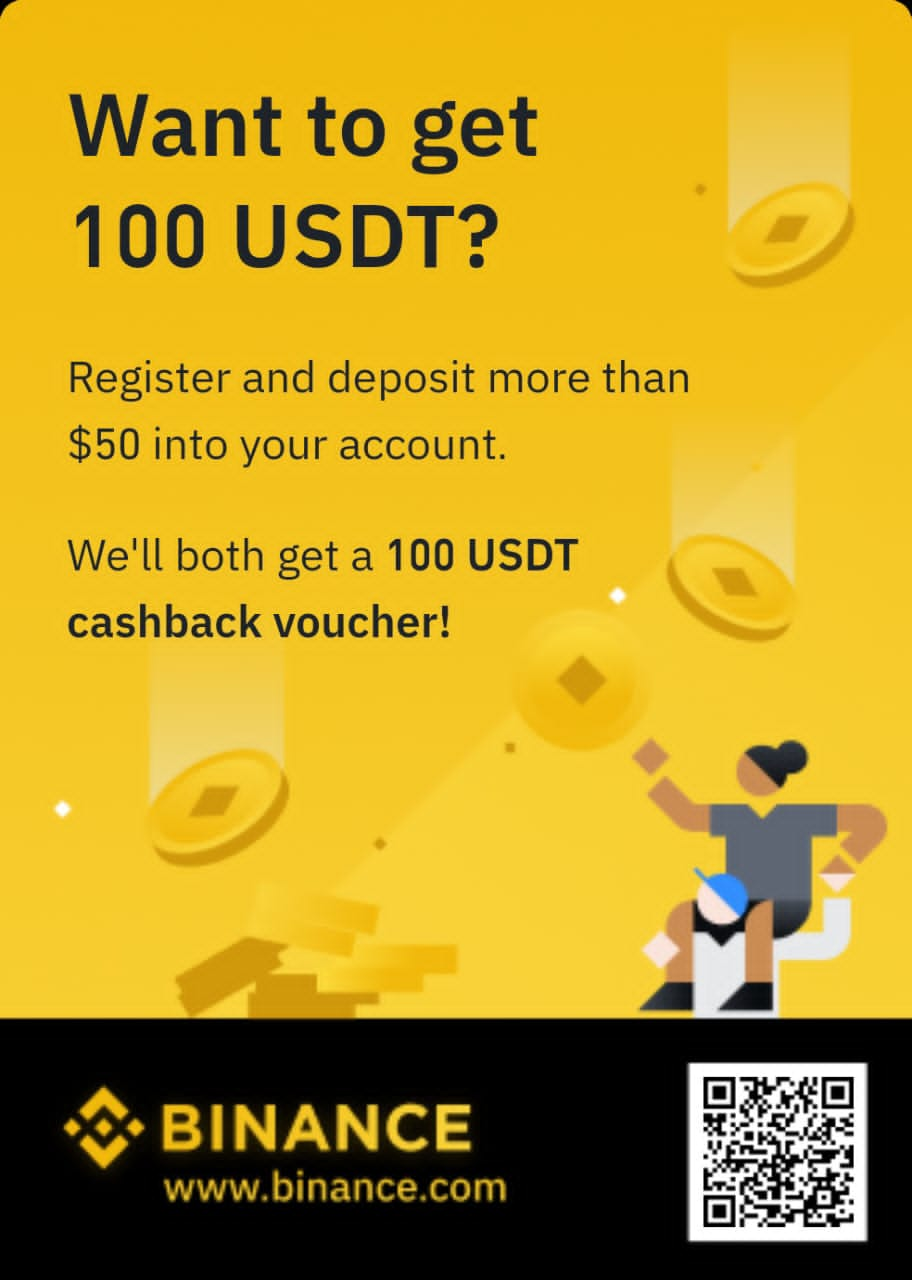 Want to get
100 USDT?
Register and deposit more than
$50 into your account.
We'll both get a 100 USDT
cashback voucher!
BINANCE
www.binance.com